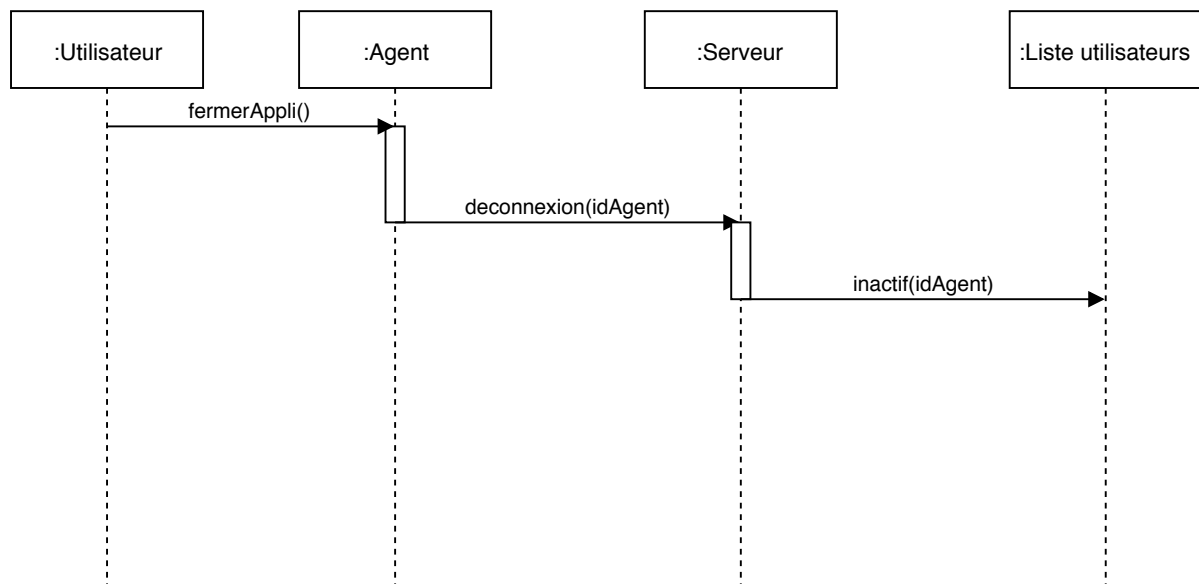 :Utilisateur
:Agent
:Serveur
:Liste utilisateurs
fermerAppli()
deconnexion(idAgent)
inactif(idAgent)